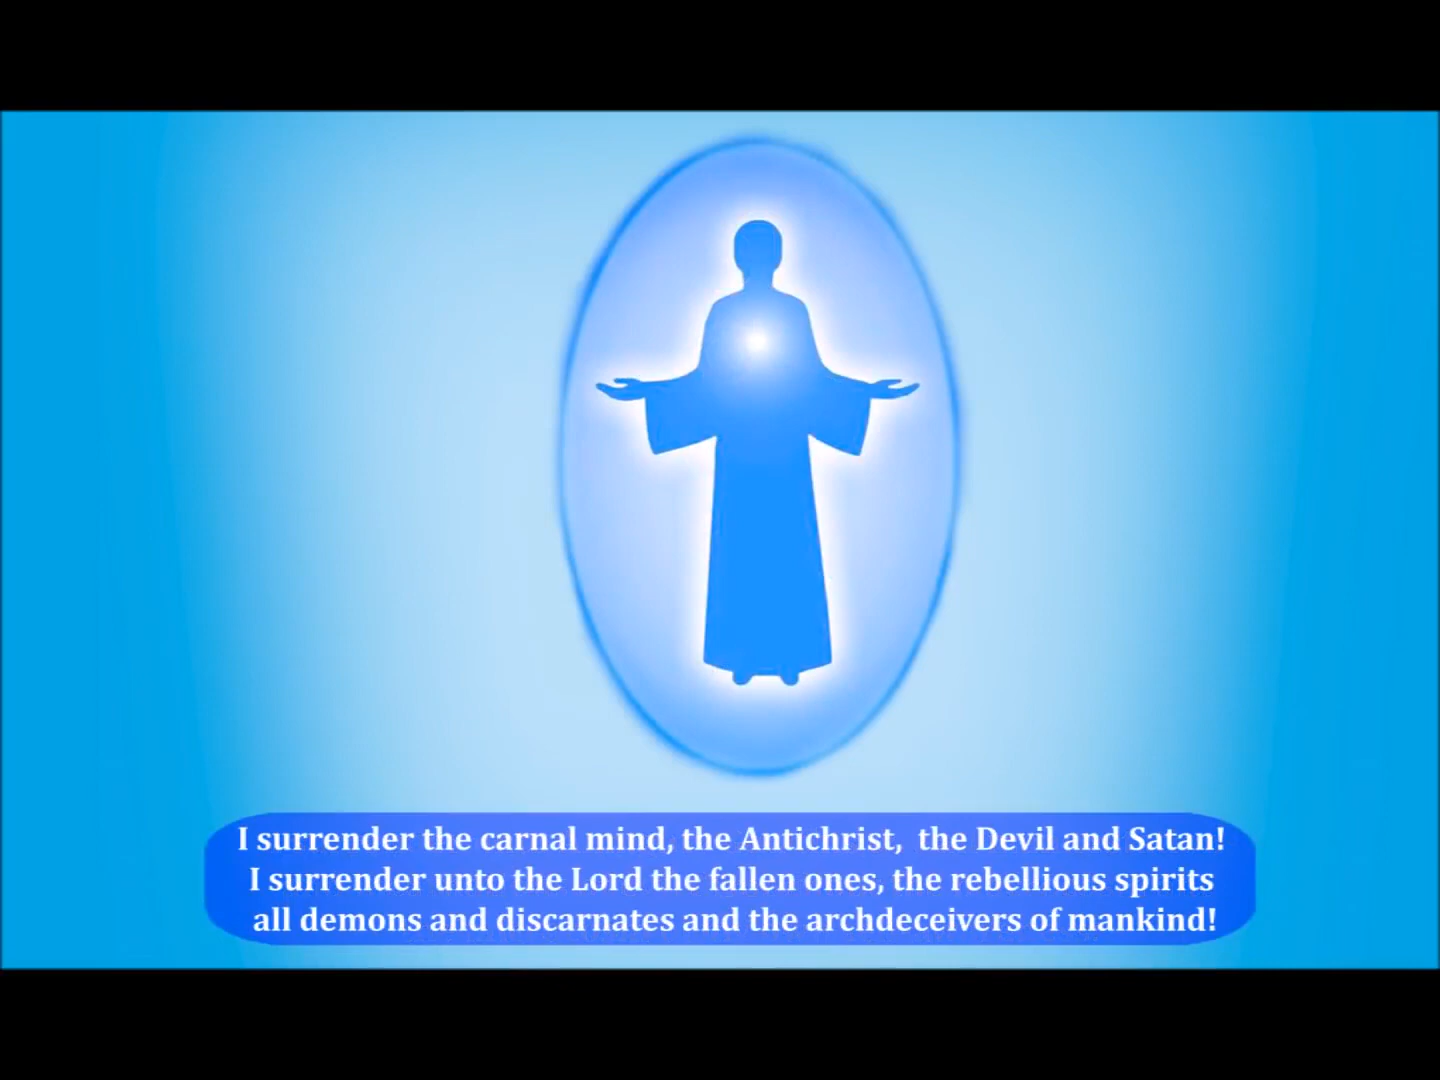 I surrender the carnal mind, the Antichrist,  the Devil and Satan!
I surrender unto the Lord the fallen ones, the rebellious spirits
all demons and discarnates and the archdeceivers of mankind!